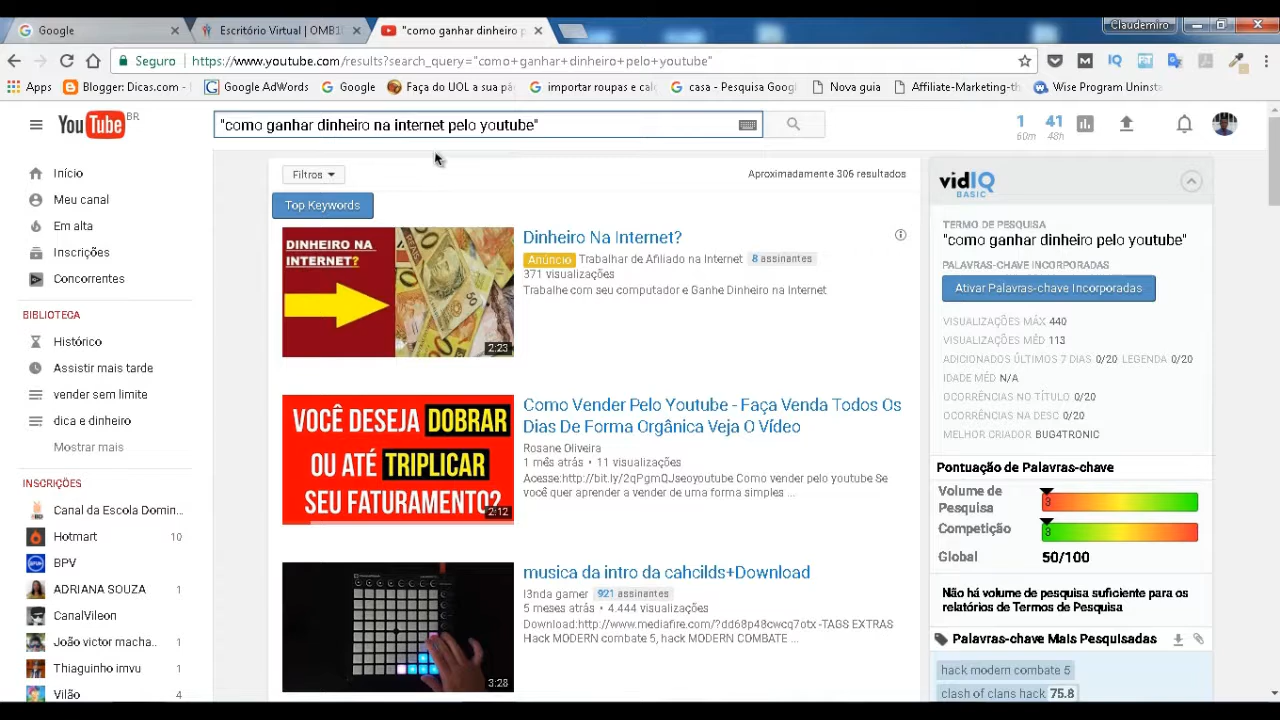 Google
Escritório Virtual | OMB1
"como ganhar dinheiro
Claudemiro
Seguro
https://www.youtube.com/results?search_query="como+ganhar+dinheiro+pelo+youtube"
Apps
Blogger: Dicas.com -
Google AdWords
Google
Faça do UOL a sua pá
importar roupas e cal
casa - Pesquisa Goog
Nova guia
Affiliate-Marketing-th
Wise Program Uninsta
YouTube BR
"como ganhar dinheiro na internet pelo youtube"
1 41
60m 48h
Início
Meu canal
Em alta
Inscrições
Concorrentes
BIBLIOTECA
Histórico
Assistir mais tarde
vender sem limite
dica e dinheiro
Mostrar mais
INSCRIÇÕES
Canal da Escola Domin...
Hotmart 10
BPV
ADRIANA SOUZA 1
CanalVileon 1
João victor macha.. 1
Thiaguinho imvu 1
Vilão 4
Filtros
Aproximadamente 306 resultados
Top Keywords
DINHEIRO NA
INTERNET?
2:23
Dinheiro Na Internet?
Anúncio Trabalhar de Afiliado na Internet 8 assinantes
371 visualizações
Trabalhe com seu computador e Ganhe Dinheiro na Internet
VOCÊ DESEJA DOBRAR
OU ATÉ TRIPLICAR
SEU FATURAMENTO?
2:12
Como Vender Pelo Youtube - Faça Venda Todos Os
Dias De Forma Orgânica Veja O Vídeo
Rosane Oliveira
1 mês atrás • 11 visualizações
Acesse:http://bit.ly/2qPgmQJseoyoutube Como vender pelo youtube Se
você quer aprender a vender de uma forma simples ...
3:28
musica da intro da cahcilds+Download
l3nda gamer 921 assinantes
5 meses atrás • 4.444 visualizações
Download:http://www.mediafire.com/?dd68p48cwcq7otx -TAGS EXTRAS
Hack MODERN combate 5, hack MODERN COMBATE ...
vidIQ
BASIC
TERMO DE PESQUISA
"como ganhar dinheiro pelo youtube"
PALAVRAS-CHAVE INCORPORADAS
Ativar Palavras-chave Incorporadas
VISUALIZAÇÕES MÁX 440
VISUALIZAÇÕES MÉD 113
ADICIONADOS ÚLTIMOS 7 DIAS 0/20 LEGENDA 0/20
IDADE MÉD N/A
OCORRÊNCIAS NO TÍTULO 0/20
OCORRÊNCIAS NA DESC 0/20
MELHOR CRIADOR BUG4TRONIC
Pontuação de Palavras-chave
Volume de
Pesquisa
3
Competição
3
Global 50/100
Não há volume de pesquisa suficiente para os
relatórios de Termos de Pesquisa
Palavras-chave Mais Pesquisadas
hack modern combate 5
clash of clans hack 75.8